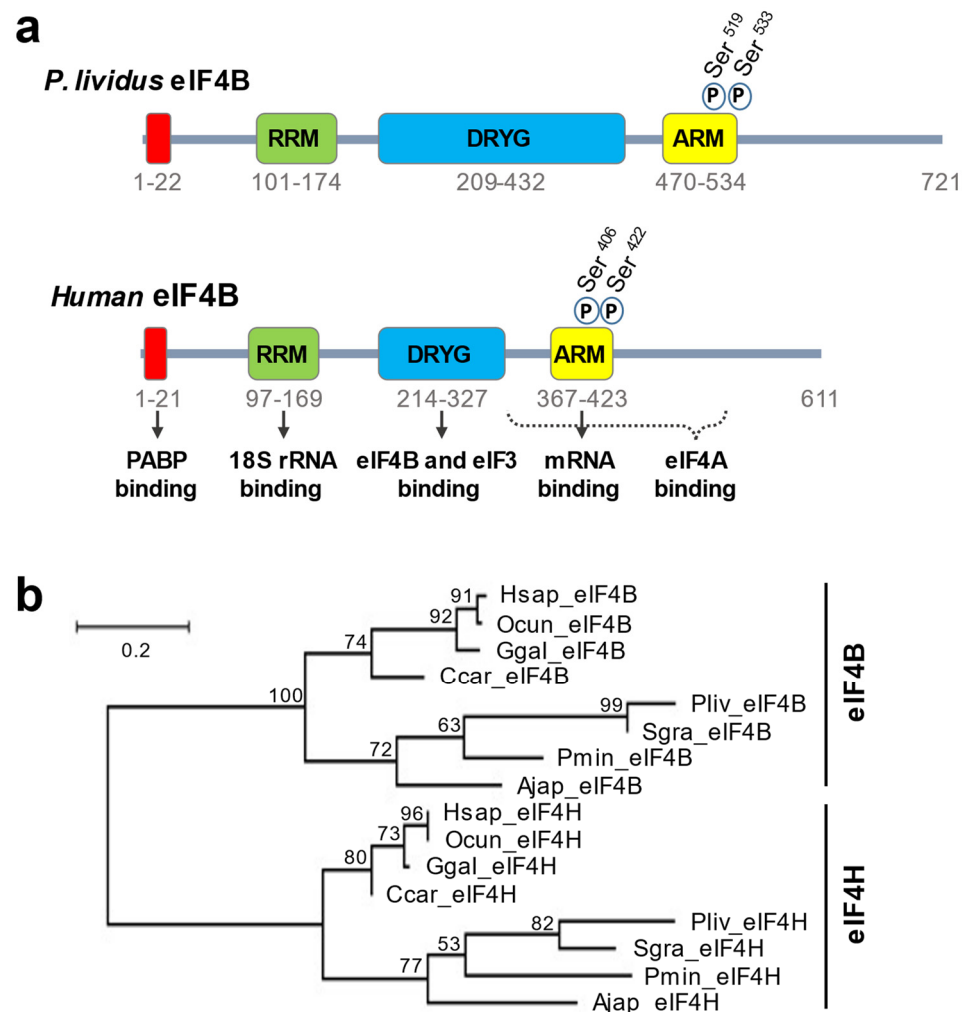 a
P. lividus eIF4B
Ser 519
Ser 533
P P
RRM DRYG ARM
1-22 101-174 209-432 470-534 721
Human eIF4B
Ser 406
Ser 422
P P
RRM DRYG ARM
1-21 97-169 214-327 367-423 611
PABP binding
18S rRNA binding
eIF4B and eIF3 binding
mRNA binding
eIF4A binding
b
0.2
91 Hsap_eIF4B
92 Ocun_eIF4B
Ggal_eIF4B
74 Ccar_eIF4B
100
99 Pliv_eIF4B
Sgra_eIF4B
63 Pmin_eIF4B
72 Ajap_eIF4B
eIF4B
96 Hsap_eIF4H
73 Ocun_eIF4H
80 Ggal_eIF4H
Ccar_eIF4H
82 Pliv_eIF4H
53 Sgra_eIF4H
77 Pmin_eIF4H
Ajap_eIF4H
eIF4H